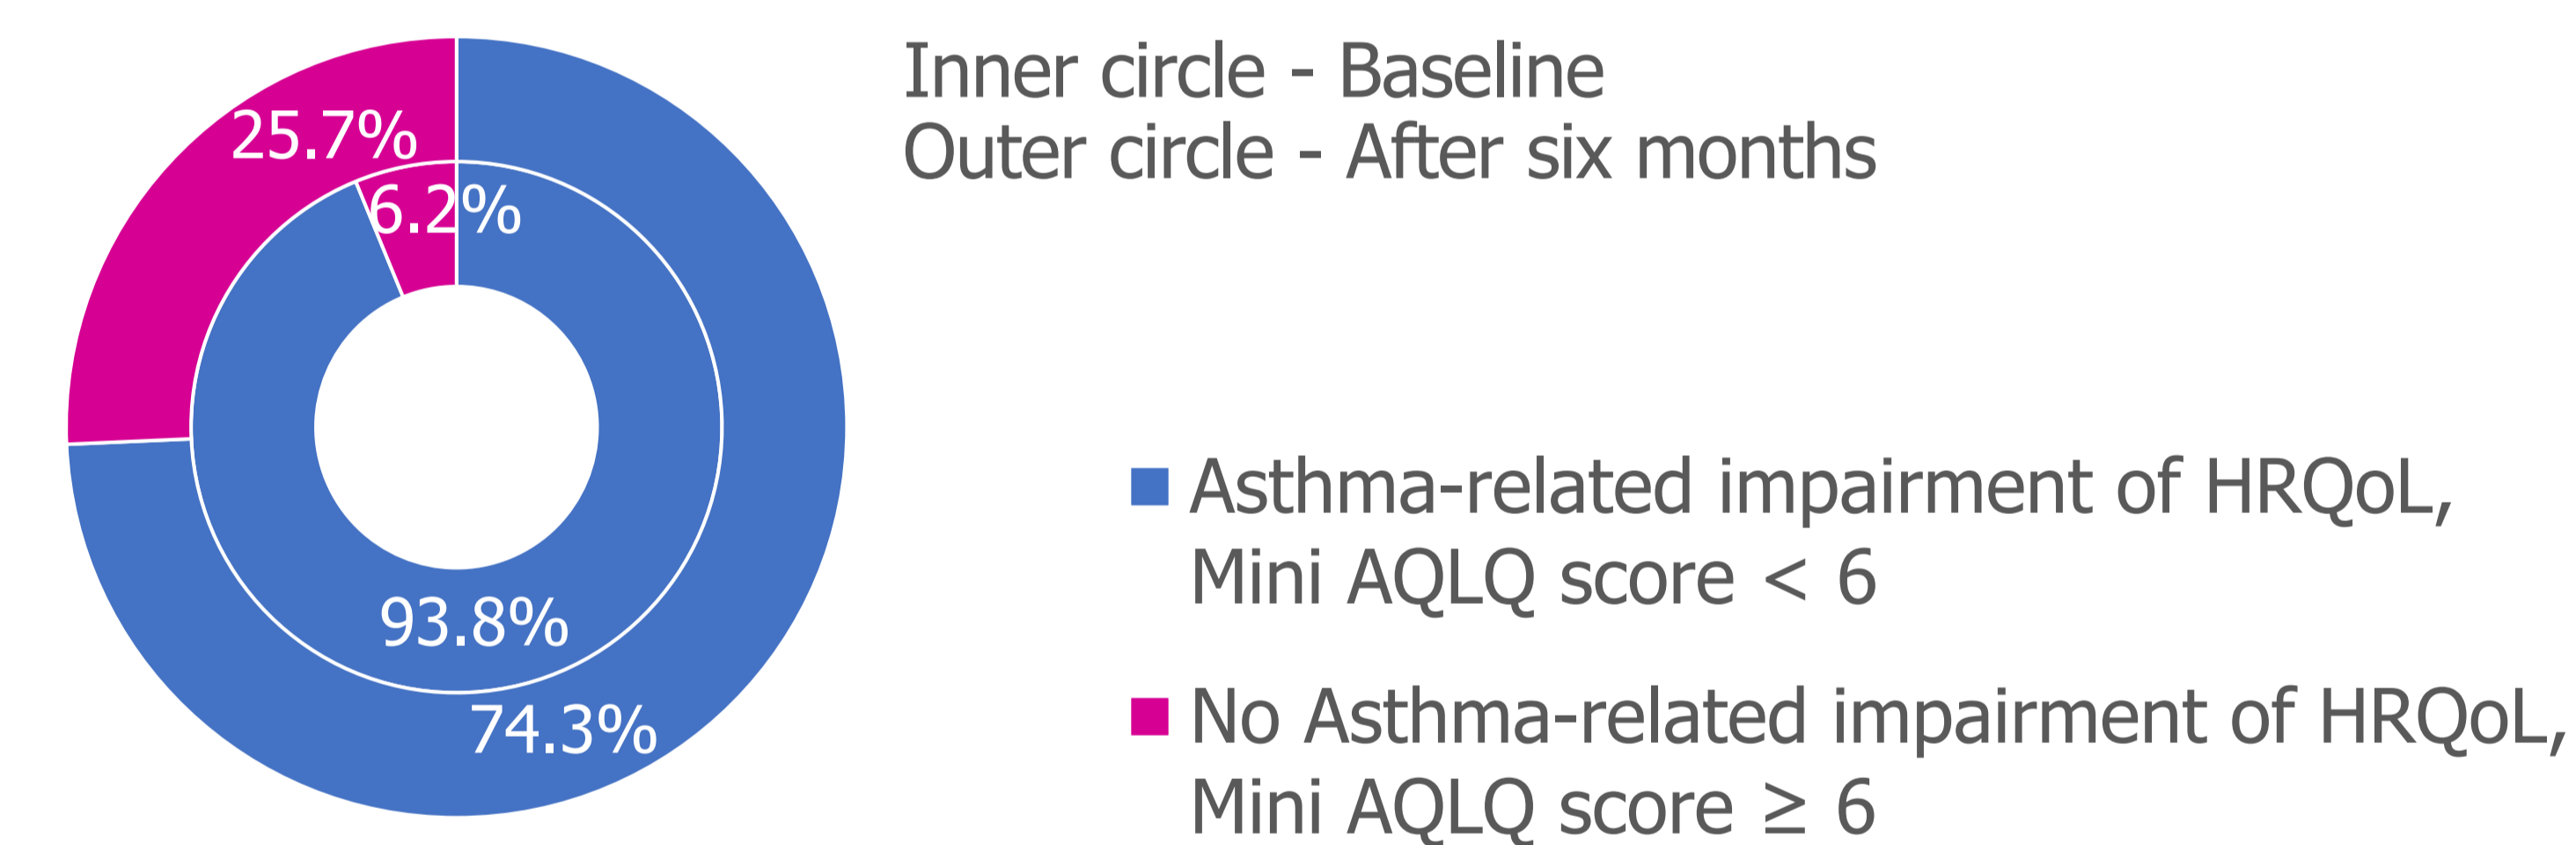 Inner circle - Baseline
Outer circle - After six months
25.7%
6.2%
93.8%
74.3%
Asthma-related impairment of HRQoL,
Mini AQLQ score < 6
No Asthma-related impairment of HRQoL,
Mini AQLQ score ≥ 6